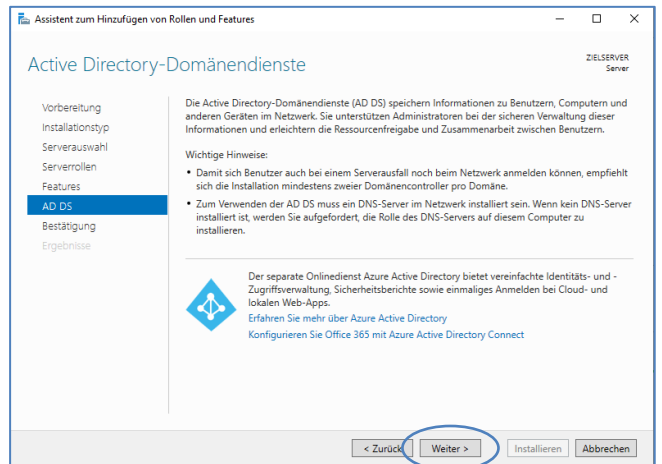 Assistent zum Hinzufügen von Rollen und Features
Active Directory-Domänendienste
ZIELSERVER
Server
Vorbereitung
Installationstyp
Serverauswahl
Serverrollen
Features
AD DS
Bestätigung
Ergebnisse
Die Active Directory-Domänendienste (AD DS) speichern Informationen zu Benutzern, Computern und
anderen Geräten im Netzwerk. Sie unterstützen Administratoren bei der sicheren Verwaltung dieser
Informationen und erleichtern die Ressourcenfreigabe und Zusammenarbeit zwischen Benutzern.
Wichtige Hinweise:
• Damit sich Benutzer auch bei einem Serverausfall noch beim Netzwerk anmelden können, empfiehlt
sich die Installation mindestens zweier Domänencontroller pro Domäne.
• Zum Verwenden der AD DS muss ein DNS-Server im Netzwerk installiert sein. Wenn kein DNS-Server
installiert ist, werden Sie aufgefordert, die Rolle des DNS-Servers auf diesem Computer zu
installieren.
Der separate Onlinedienst Azure Active Directory bietet vereinfachte Identitäts- und -
Zugriffsverwaltung, Sicherheitsberichte sowie einmaliges Anmelden bei Cloud- und
lokalen Web-Apps.
Erfahren Sie mehr über Azure Active Directory
Konfigurieren Sie Office 365 mit Azure Active Directory Connect
< Zurück
Weiter >
Installieren
Abbrechen